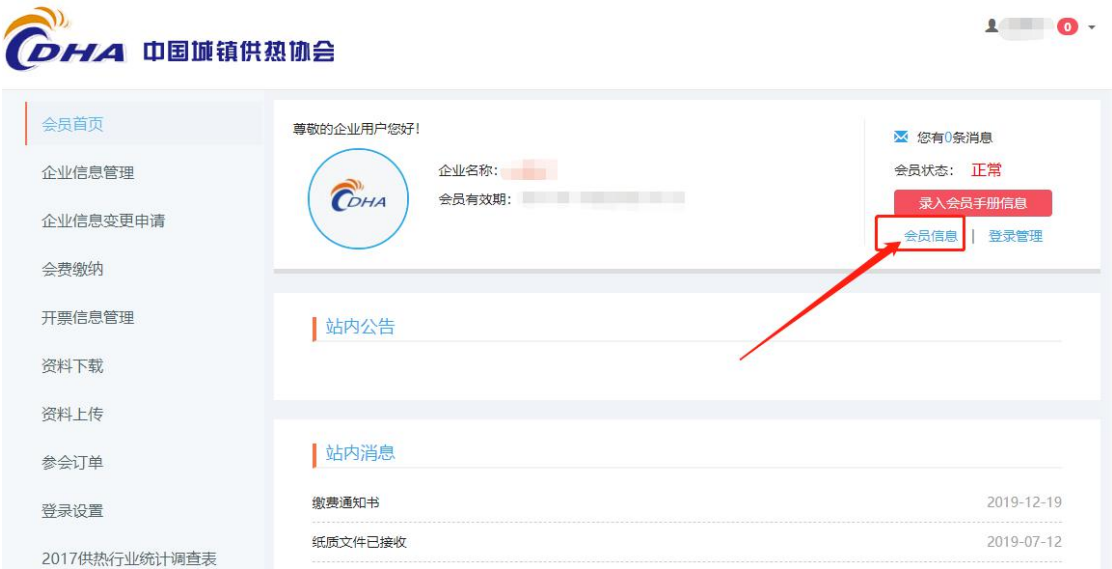 CDHA 中国城镇供热协会
0
会员首页
企业信息管理
企业信息变更申请
会费缴纳
开票信息管理
资料下载
资料上传
参会订单
登录设置
2017供热行业统计调查表
尊敬的企业用户您好!
CDHA
企业名称:
会员有效期:
您有0条消息
会员状态: 正常
录入会员手册信息
会员信息 | 登录管理
站内公告
站内消息
缴费通知书 2019-12-19
纸质文件已接收 2019-07-12